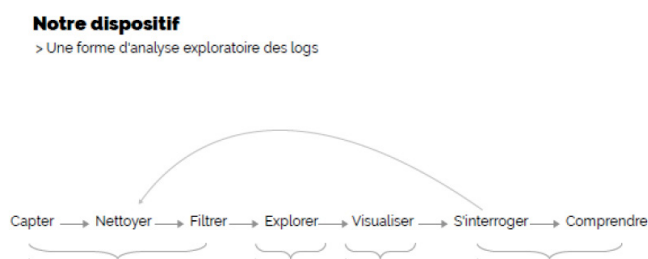 Notre dispositif
> Une forme d'analyse exploratoire des logs
Capter Nettoyer Filtrer Explorer Visualiser S'interroger Comprendre